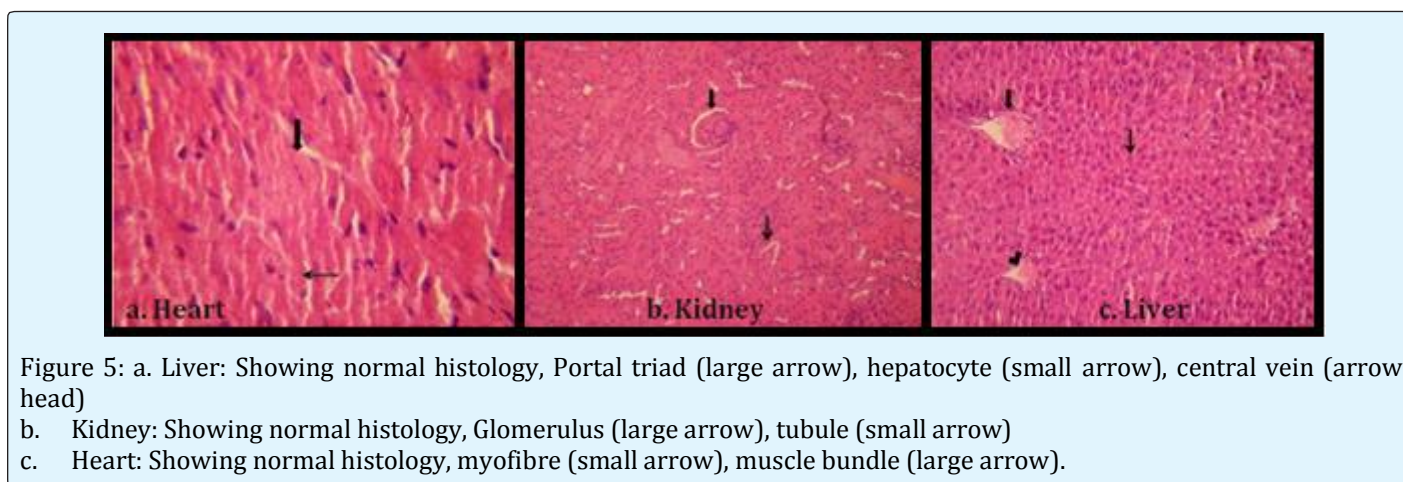 a. Heart
b. Kidney
c. Liver
Figure 5: a. Liver: Showing normal histology, Portal triad (large arrow), hepatocyte (small arrow), central vein (arrow
head)
b. Kidney: Showing normal histology, Glomerulus (large arrow), tubule (small arrow)
c. Heart: Showing normal histology, myofibre (small arrow), muscle bundle (large arrow).